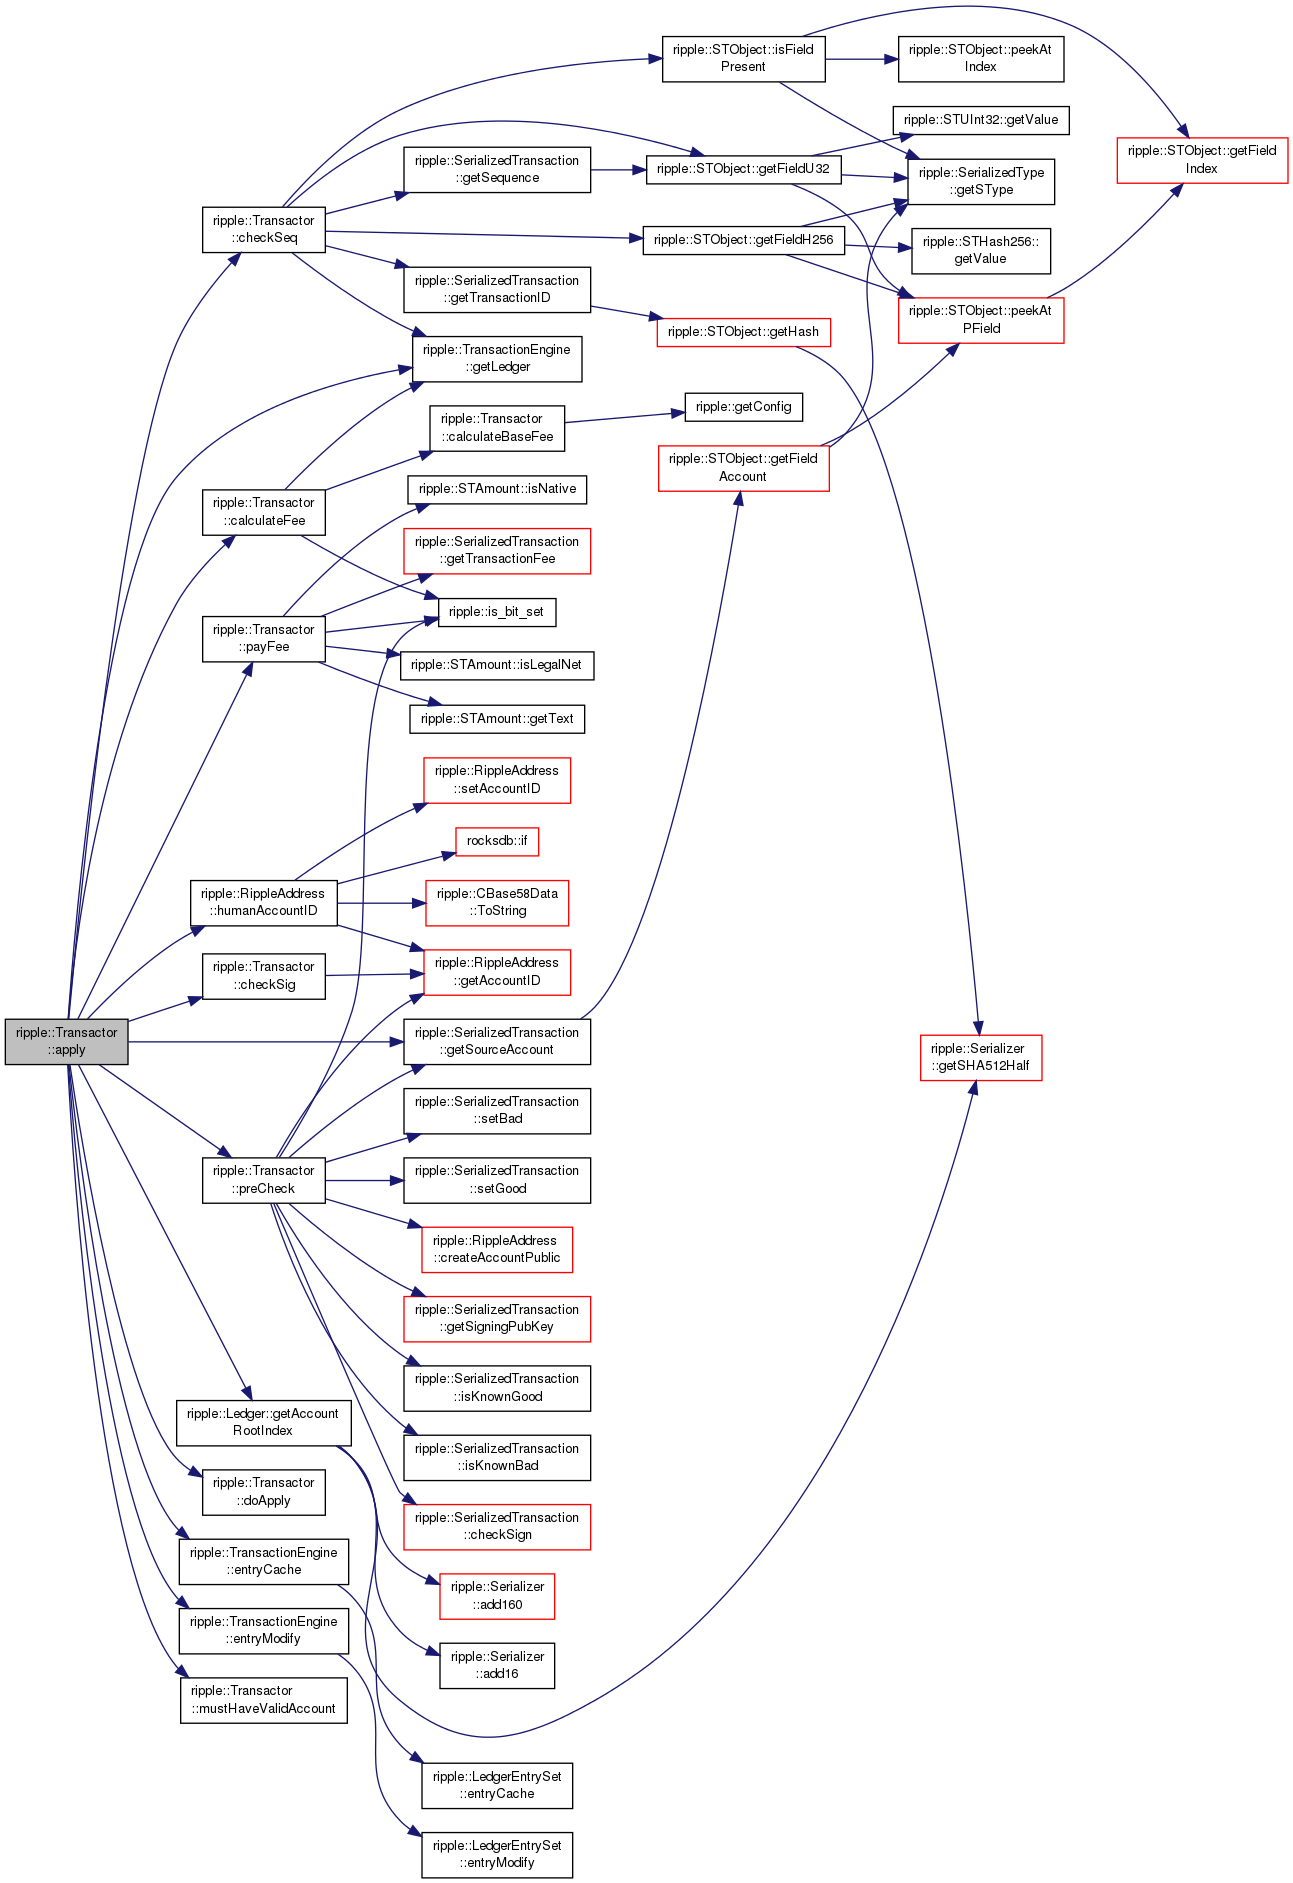 ripple::Transactor
::apply
ripple::Transactor
::checkSeq
ripple::Transactor
::calculateFee
ripple::Transactor
::payFee
ripple::RippleAddress
::humanAccountID
ripple::Transactor
::checkSig
ripple::Transactor
::preCheck
ripple::Ledger::getAccount
RootIndex
ripple::Transactor
::doApply
ripple::TransactionEngine
::entryCache
ripple::TransactionEngine
::entryModify
ripple::Transactor
::mustHaveValidAccount
ripple::SerializedTransaction
::getSequence
ripple::SerializedTransaction
::getTransactionID
ripple::TransactionEngine
::getLedger
ripple::Transactor
::calculateBaseFee
ripple::STAmount::isNative
ripple::SerializedTransaction
::getTransactionFee
ripple::is_bit_set
ripple::STAmount::isLegalNet
ripple::STAmount::getText
ripple::RippleAddress
::setAccountID
rocksdb::if
ripple::CBase58Data
::ToString
ripple::RippleAddress
::getAccountID
ripple::SerializedTransaction
::getSourceAccount
ripple::SerializedTransaction
::setBad
ripple::SerializedTransaction
::setGood
ripple::RippleAddress
::createAccountPublic
ripple::SerializedTransaction
::getSigningPubKey
ripple::SerializedTransaction
::isKnownGood
ripple::SerializedTransaction
::isKnownBad
ripple::SerializedTransaction
::checkSign
ripple::Serializer
::add160
ripple::Serializer
::add16
ripple::LedgerEntrySet
::entryCache
ripple::LedgerEntrySet
::entryModify
ripple::STObject::isField
Present
ripple::STObject::getFieldU32
ripple::STObject::getFieldH256
ripple::STObject::getHash
ripple::getConfig
ripple::STObject::getField
Account
ripple::STObject::peekAt
Index
ripple::STUInt32::getValue
ripple::SerializedType
::getSType
ripple::STHash256::
getValue
ripple::STObject::peekAt
PField
ripple::Serializer
::getSHA512Half
ripple::STObject::getField
Index